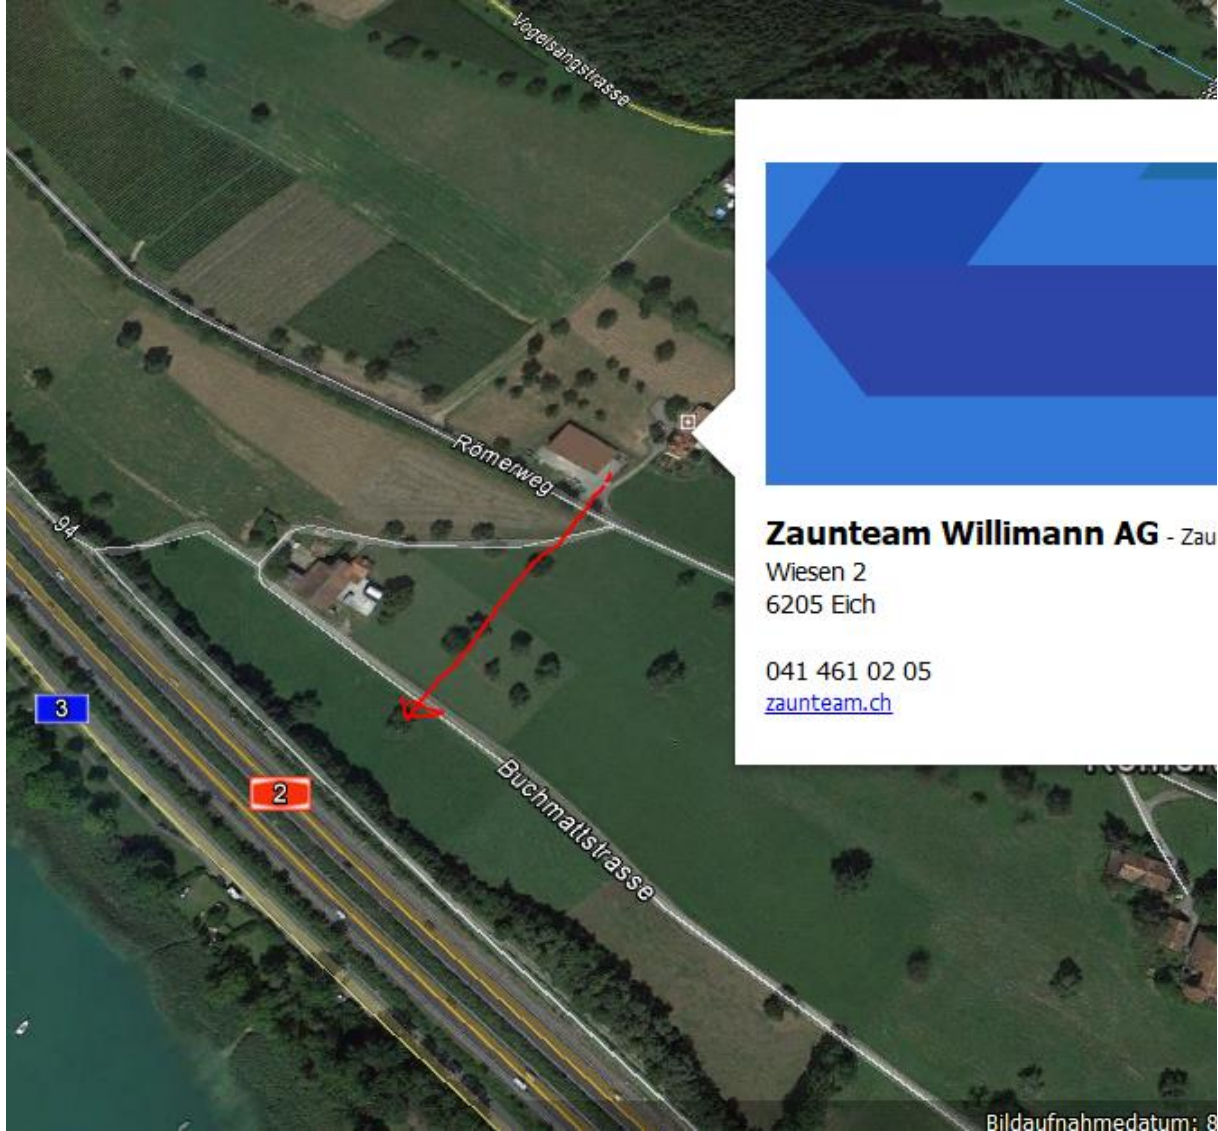 Vogelsangstrasse
Römerweg
94
Zaunteam Willimann AG - Zau
Wiesen 2
6205 Eich
041 461 02 05
zaunteam.ch
3
2
Buchmattstrasse
Bildaufnahmedatum: 8